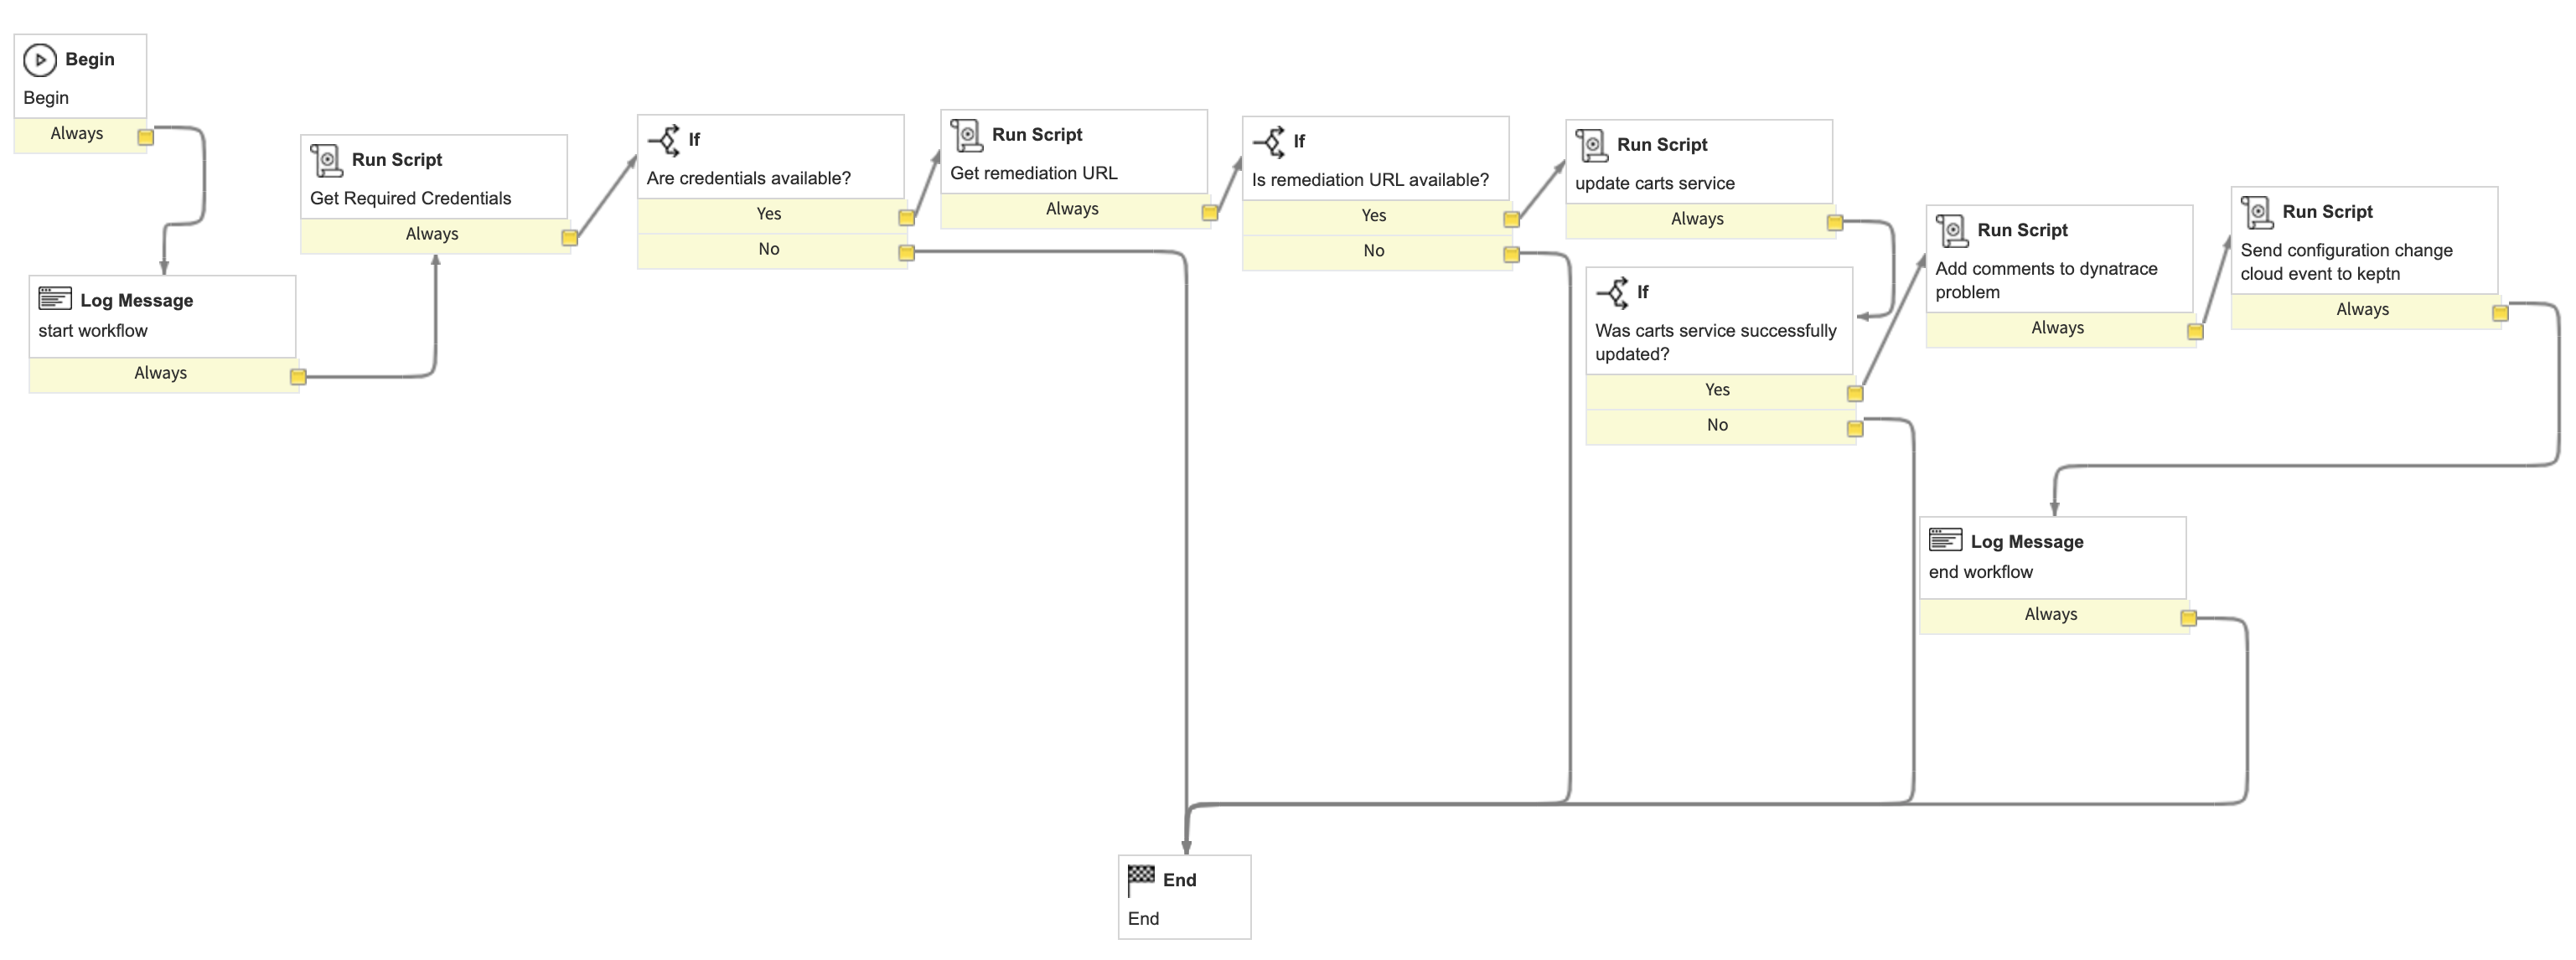 Begin
Begin
Always
Log Message
start workflow
Always
Run Script
Get Required Credentials
Always
If
Are credentials available?
Yes
No
Run Script
Get remediation URL
Always
If
Is remediation URL available?
Yes
No
Run Script
update carts service
Always
If
Was carts service successfully
updated?
Yes
No
Run Script
Add comments to dynatrace
problem
Always
Run Script
Send configuration change
cloud event to keptn
Always
Log Message
end workflow
Always
End
End